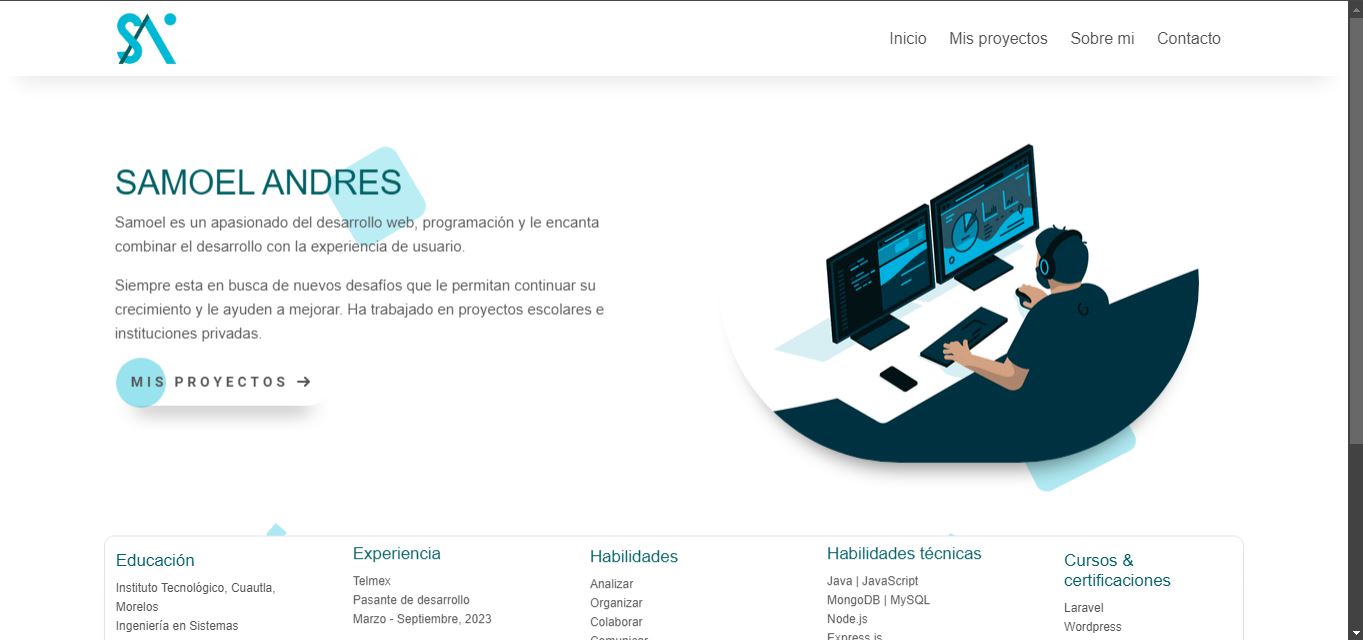 SA
Inicio
Mis proyectos
Sobre mi
Contacto
SAMOEL ANDRES
Samoel es un apasionado del desarrollo web, programación y le encanta
combinar el desarrollo con la experiencia de usuario.
Siempre esta en busca de nuevos desafíos que le permitan continuar su
crecimiento y le ayuden a mejorar. Ha trabajado en proyectos escolares e
instituciones privadas.
MIS PROYECTOS →
Educación
Instituto Tecnológico, Cuautla,
Morelos
Ingeniería en Sistemas
Experiencia
Telmex
Pasante de desarrollo
Marzo - Septiembre, 2023
Habilidades
Analizar
Organizar
Colaborar
Comunicar
Habilidades técnicas
Java | JavaScript
MongoDB | MySQL
Node.js
Express.js
Cursos &
certificaciones
Laravel
Wordpress